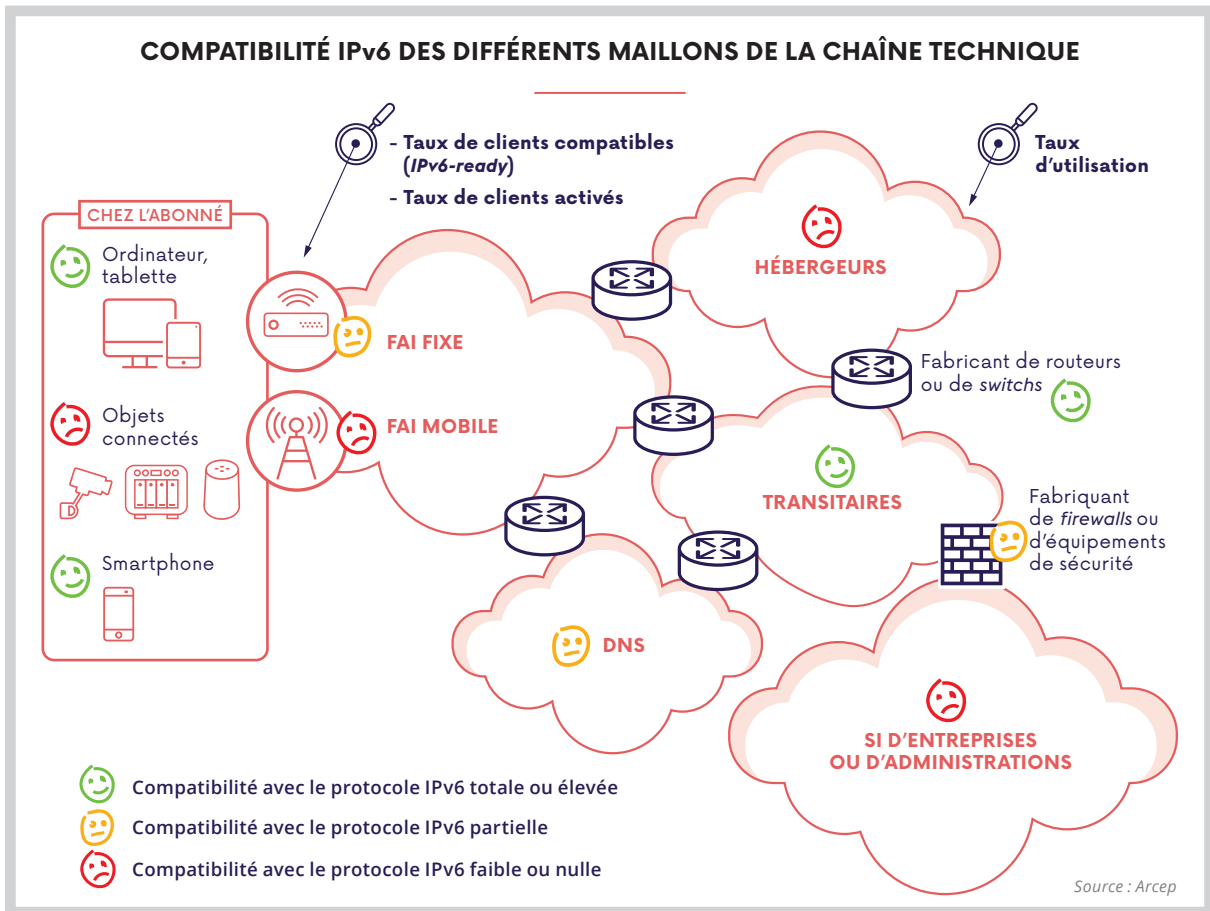 COMPATIBILITÉ IPv6 DES DIFFÉRENTS MAILLONS DE LA CHAÎNE TECHNIQUE
- Taux de clients compatibles
(IPv6-ready)
- Taux de clients activés
Taux
d'utilisation
CHEZ L'ABONNÉ
Ordinateur,
tablette
Objets
connectés
Smartphone
FAI FIXE
FAI MOBILE
HÉBERGEURS
Fabricant de routeurs
ou de switchs
TRANSITAIRES
Fabriquant
de firewalls ou
d'équipements
de sécurité
DNS
SI D'ENTREPRISES
OU D'ADMINISTRATIONS
Compatibilité avec le protocole IPv6 totale ou élevée
Compatibilité avec le protocole IPv6 partielle
Compatibilité avec le protocole IPv6 faible ou nulle
Source : Arcep